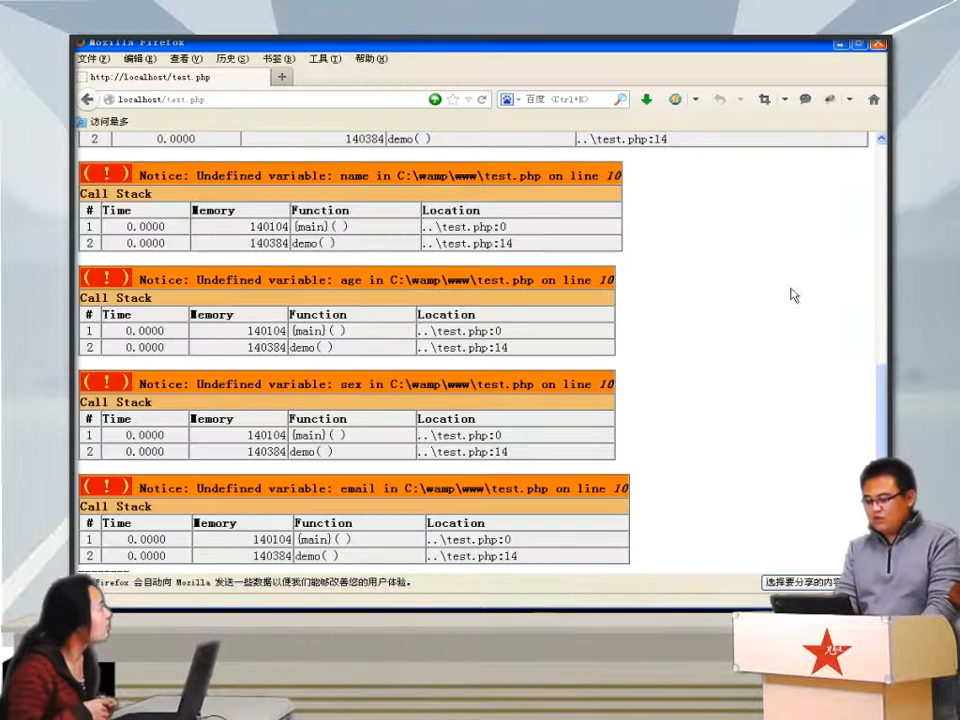 Mozilla Firefox
文件(F) 编辑(E) 查看(V) 历史(S) 书签(B) 工具(T) 帮助(H)
http://localhost/test.php +
localhost/test.php 百度 <Ctrl+K>
访问最多
2 0.0000 140384 demo( ) ..\test.php:14
( ! ) Notice: Undefined variable: name in C:\wamp\www\test.php on line 10
Call Stack
# Time Memory Function Location
1 0.0000 140104 {main}( ) ..\test.php:0
2 0.0000 140384 demo( ) ..\test.php:14
( ! ) Notice: Undefined variable: age in C:\wamp\www\test.php on line 10
Call Stack
# Time Memory Function Location
1 0.0000 140104 {main}( ) ..\test.php:0
2 0.0000 140384 demo( ) ..\test.php:14
( ! ) Notice: Undefined variable: sex in C:\wamp\www\test.php on line 10
Call Stack
# Time Memory Function Location
1 0.0000 140104 {main}( ) ..\test.php:0
2 0.0000 140384 demo( ) ..\test.php:14
( ! ) Notice: Undefined variable: email in C:\wamp\www\test.php on line 10
Call Stack
# Time Memory Function Location
1 0.0000 140104 {main}( ) ..\test.php:0
2 0.0000 140384 demo( ) ..\test.php:14
Firefox 会自动向 Mozilla 发送一些数据以便我们能够改善您的用户体验。 选择要分享的内容